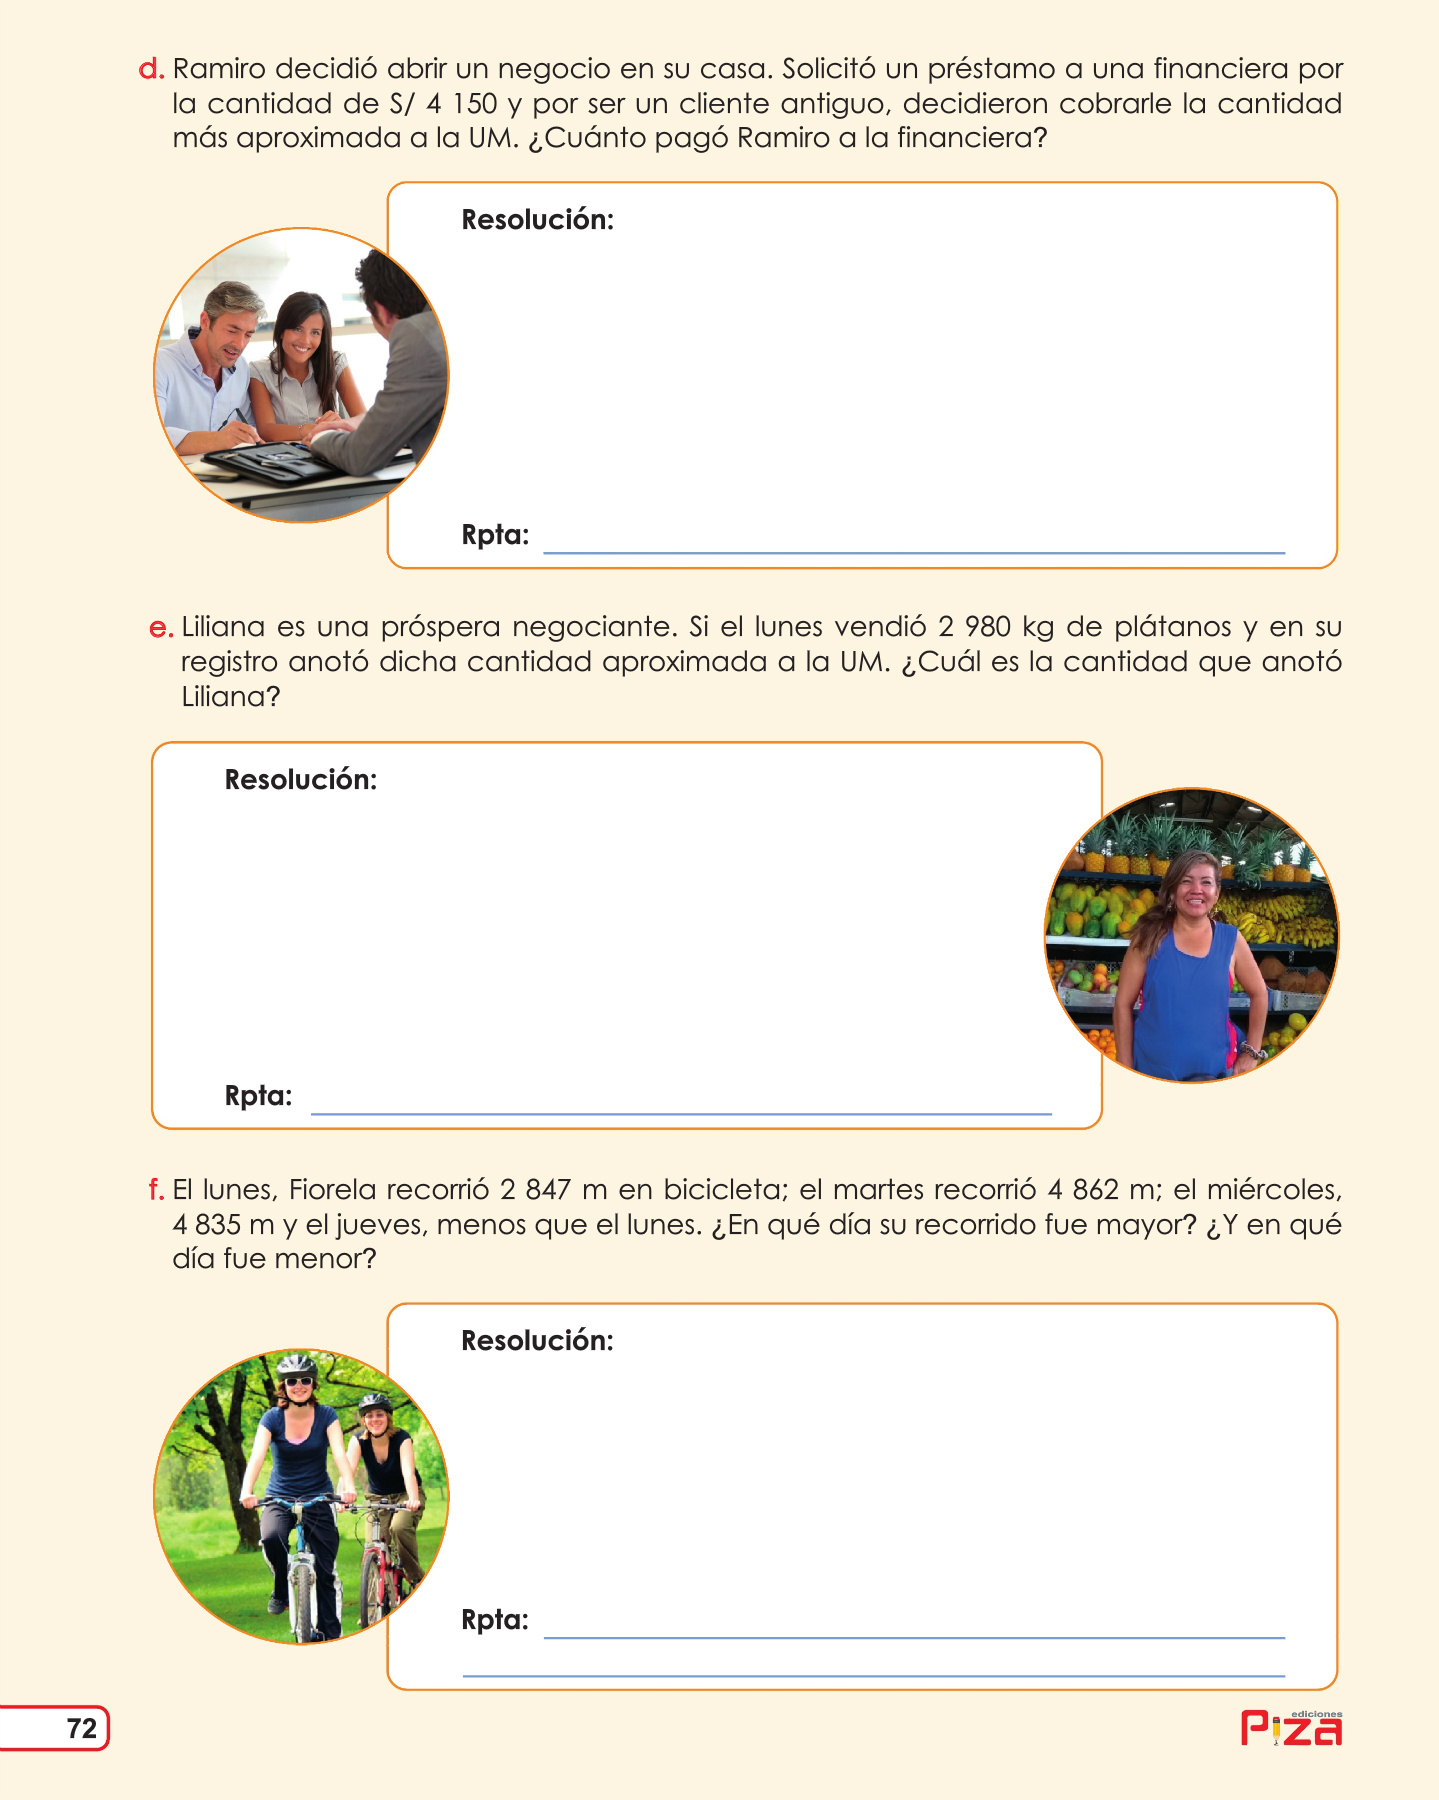 d. Ramiro decidió abrir un negocio en su casa. Solicitó un préstamo a una financiera por
la cantidad de S/ 4 150 y por ser un cliente antiguo, decidieron cobrarle la cantidad
más aproximada a la UM. ¿Cuánto pagó Ramiro a la financiera?
Resolución:
Rpta:
e. Liliana es una próspera negociante. Si el lunes vendió 2 980 kg de plátanos y en su
registro anotó dicha cantidad aproximada a la UM. ¿Cuál es la cantidad que anotó
Liliana?
Resolución:
Rpta:
f. El lunes, Fiorela recorrió 2 847 m en bicicleta; el martes recorrió 4 862 m; el miércoles,
4 835 m y el jueves, menos que el lunes. ¿En qué día su recorrido fue mayor? ¿Y en qué
día fue menor?
Resolución:
Rpta:
72
ediciones
Piza